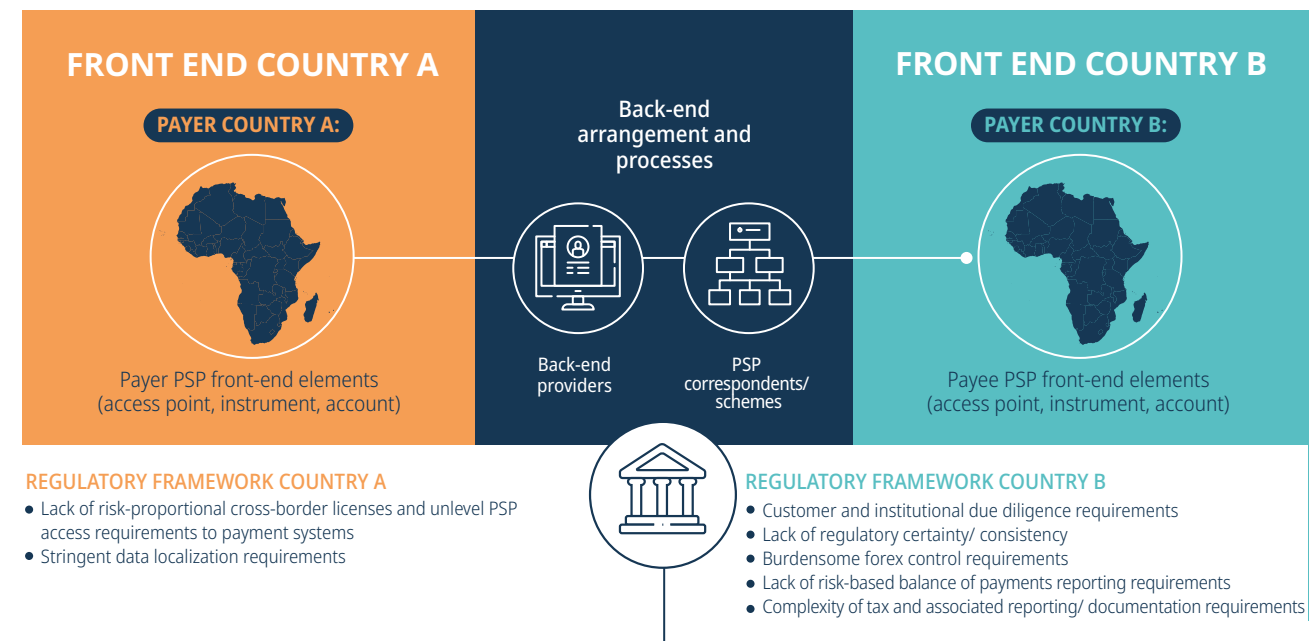 FRONT END COUNTRY A
PAYER COUNTRY A:
Payer PSP front-end elements
(access point, instrument, account)
Back-end
arrangement and
processes
Back-end
providers
PSP
correspondents/
schemes
FRONT END COUNTRY B
PAYER COUNTRY B:
Payee PSP front-end elements
(access point, instrument, account)
REGULATORY FRAMEWORK COUNTRY A
• Lack of risk-proportional cross-border licenses and unlevel PSP
access requirements to payment systems
• Stringent data localization requirements
REGULATORY FRAMEWORK COUNTRY B
• Customer and institutional due diligence requirements
• Lack of regulatory certainty/ consistency
• Burdensome forex control requirements
• Lack of risk-based balance of payments reporting requirements
• Complexity of tax and associated reporting/ documentation requirements